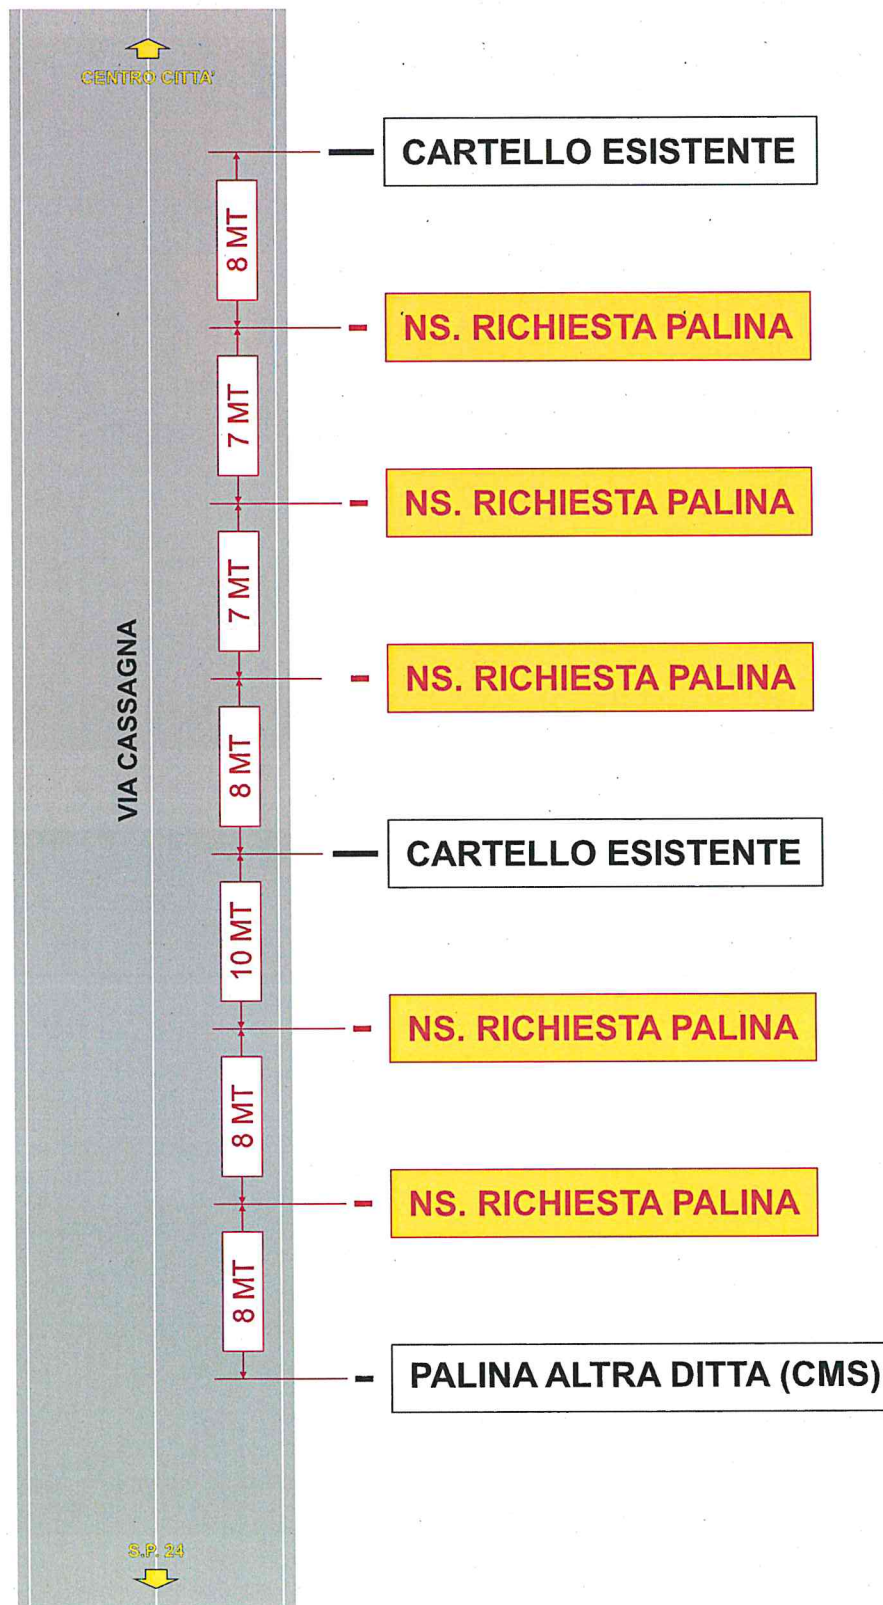 CENTRO CITTA'
CARTELLO ESISTENTE
8 MT
NS. RICHIESTA PALINA
7 MT
NS. RICHIESTA PALINA
7 MT
NS. RICHIESTA PALINA
VIA CASSAGNA
8 MT
CARTELLO ESISTENTE
10 MT
NS. RICHIESTA PALINA
8 MT
NS. RICHIESTA PALINA
8 MT
PALINA ALTRA DITTA (CMS)
S.P. 24